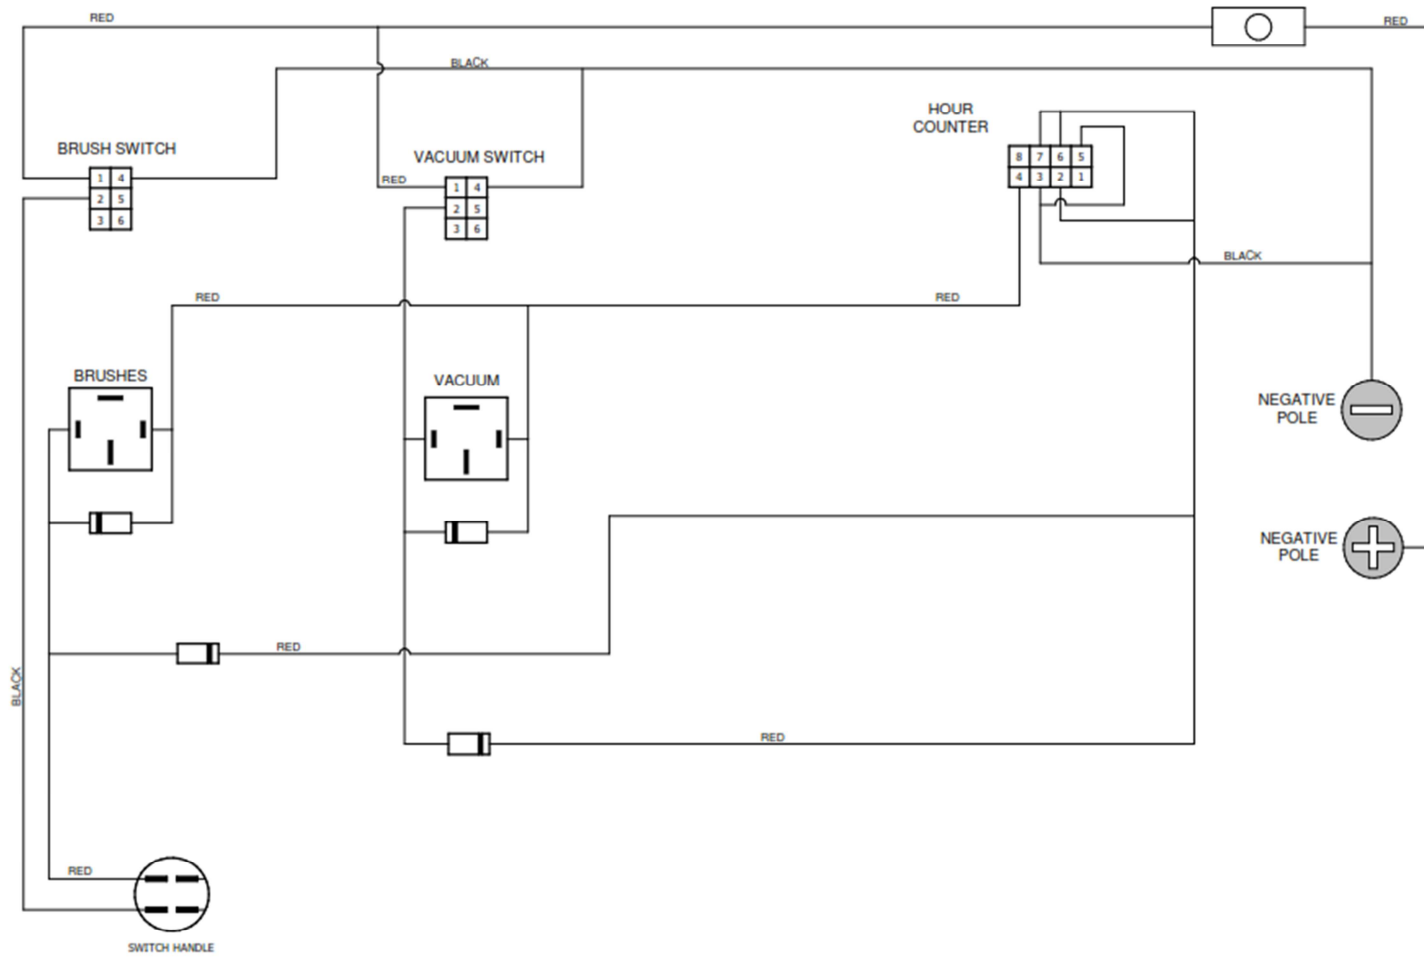 RED
RED
BLACK
HOUR
COUNTER
BRUSH SWITCH
VACUUM SWITCH
8 7 6 5
4 3 2 1
1 4
2 5
3 6
RED
1 4
2 5
3 6
BLACK
RED
RED
BRUSHES
VACUUM
NEGATIVE
POLE
NEGATIVE
POLE
RED
BLACK
RED
RED
SWITCH HANDLE